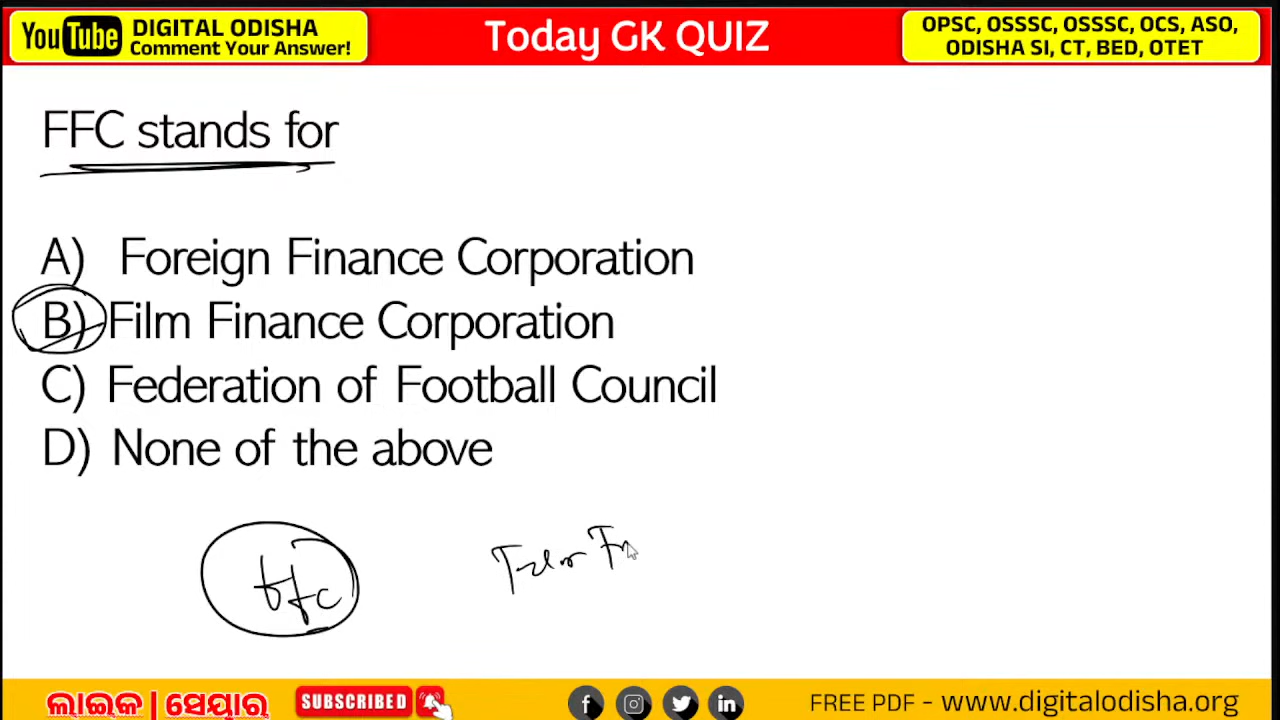 YouTube DIGITAL ODISHA
Comment Your Answer!
Today GK QUIZ
OPSC, OSSSC, OSSSC, OCS, ASO,
ODISHA SI, CT, BED, OTET
FFC stands for
A) Foreign Finance Corporation
B) Film Finance Corporation
C) Federation of Football Council
D) None of the above
ffc
ଲାଇକ | ସେୟାର୍ SUBSCRIBED FREE PDF - www.digitalodisha.org